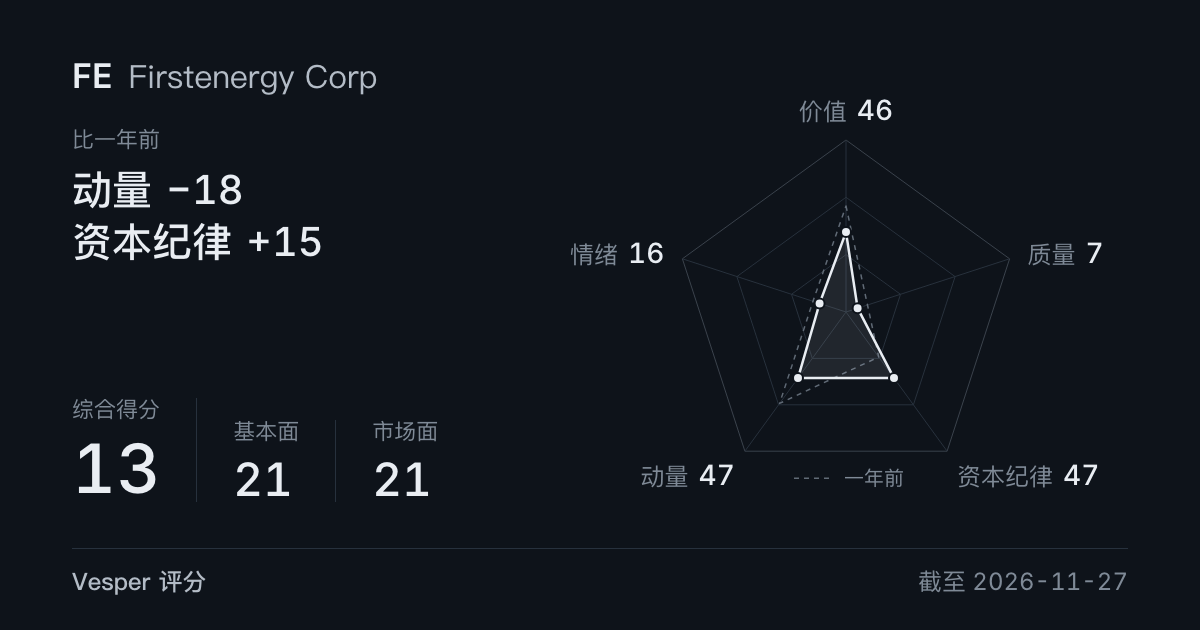 FE Firstenergy Corp
比一年前
动量 −18
资本纪律 +15
综合得分
13
基本面
21
市场面
21
价值 46
情绪 16
质量 7
动量 47
一年前
资本纪律 47
Vesper 评分
截至 2026-11-27